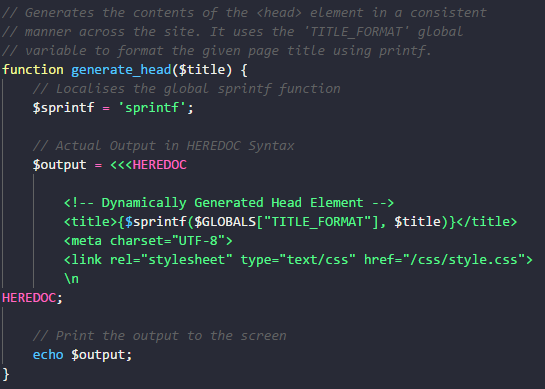 // Generates the contents of the <head> element in a consistent
// manner across the site. It uses the 'TITLE_FORMAT' global
// variable to format the given page title using printf.
function generate_head($title) {
    // Localises the global sprintf function
    $sprintf = 'sprintf';

    // Actual Output in HEREDOC Syntax
    $output = <<<HEREDOC

        <!-- Dynamically Generated Head Element -->
        <title>{$sprintf($GLOBALS["TITLE_FORMAT"], $title)}</title>
        <meta charset="UTF-8">
        <link rel="stylesheet" type="text/css" href="/css/style.css">
        \n
HEREDOC;

    // Print the output to the screen
    echo $output;
}